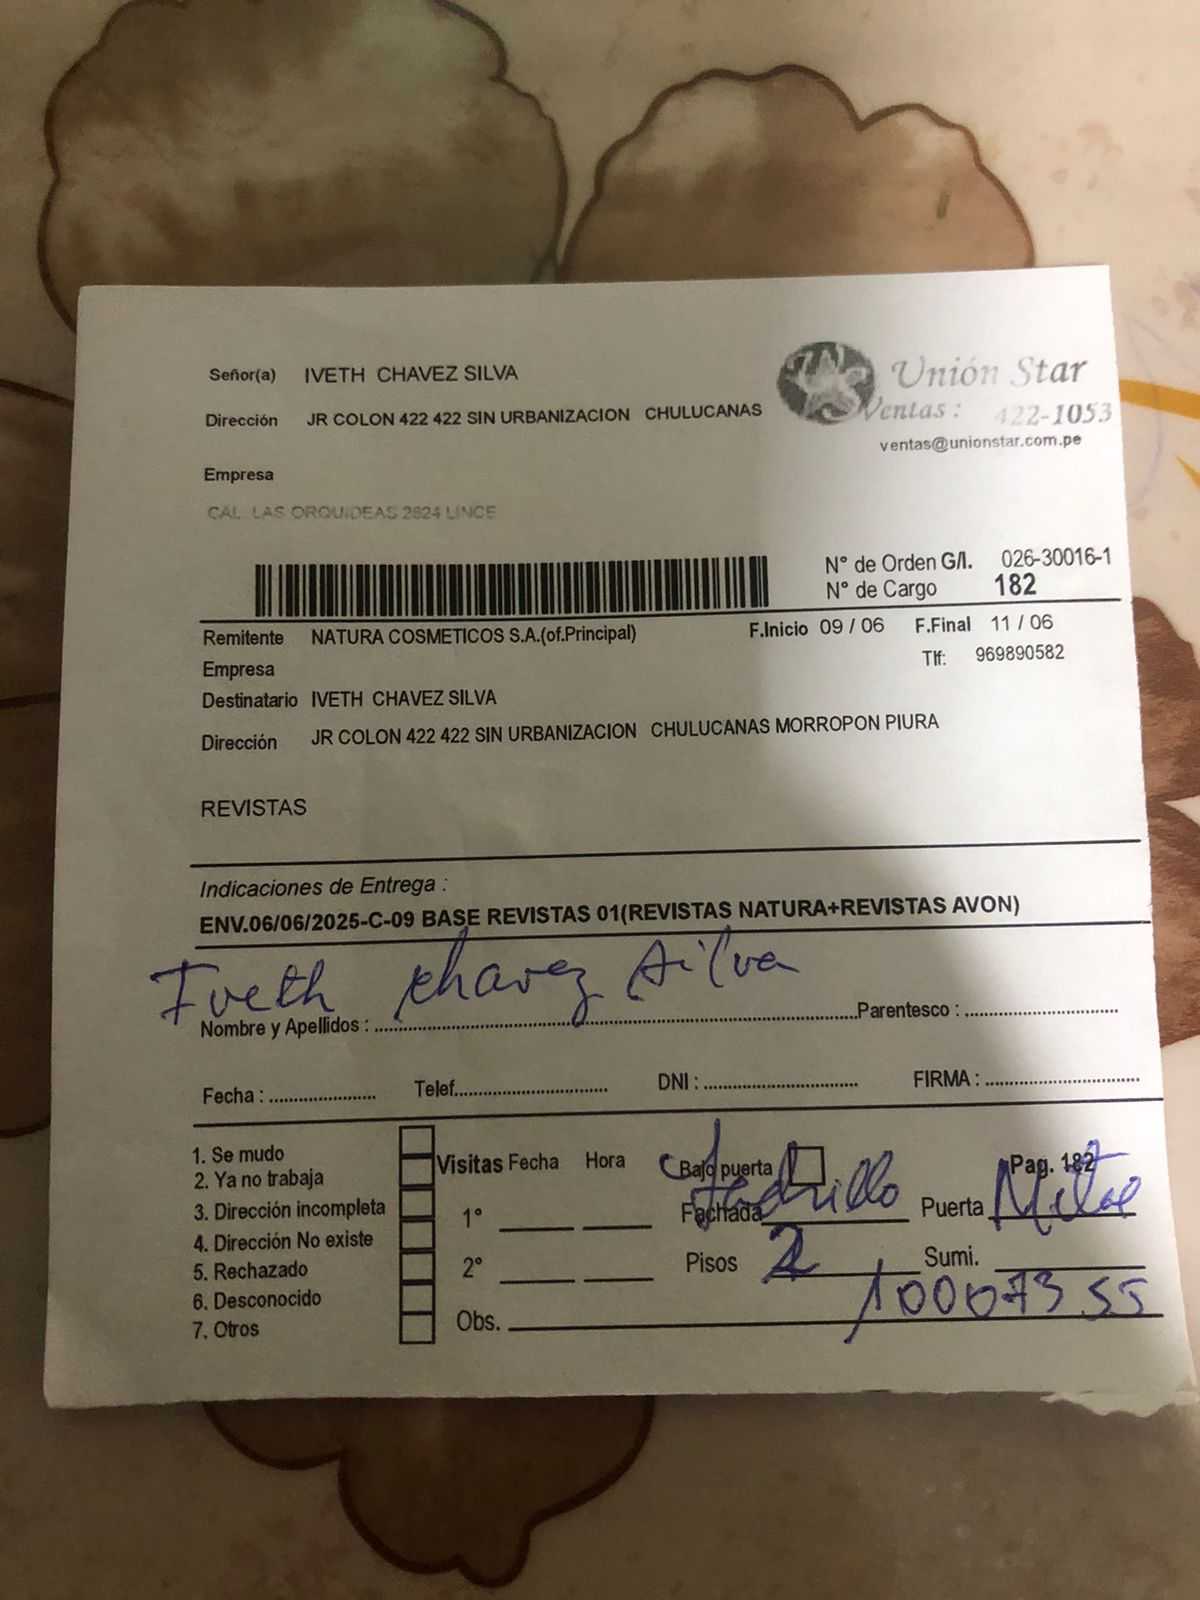 Señor(a) IVETH CHAVEZ SILVA
Unión Star
Dirección JR COLON 422 422 SIN URBANIZACION CHULUCANAS
Ventas : 422-1053
ventas@unionstar.com.pe
Empresa
CAL. LAS ORQUIDEAS 2624 LINCE
N° de Orden G/I. 026-30016-1
N° de Cargo 182
Remitente NATURA COSMETICOS S.A.(of.Principal) F.Inicio 09 / 06 F.Final 11 / 06
Empresa Tlf: 969890582
Destinatario IVETH CHAVEZ SILVA
Dirección JR COLON 422 422 SIN URBANIZACION CHULUCANAS MORROPON PIURA
REVISTAS
Indicaciones de Entrega :
ENV.06/06/2025-C-09 BASE REVISTAS 01(REVISTAS NATURA+REVISTAS AVON)
Iveth chavez silva
Nombre y Apellidos : Parentesco :
Fecha : Telef. DNI : FIRMA :
1. Se mudo
2. Ya no trabaja
3. Dirección incompleta
4. Dirección No existe
5. Rechazado
6. Desconocido
7. Otros
Visitas Fecha Hora Bajo puerta Pag. 182
1° Fachada Ladrillo Puerta Metal
2° Pisos 2 Sumi.
10007355
Obs.